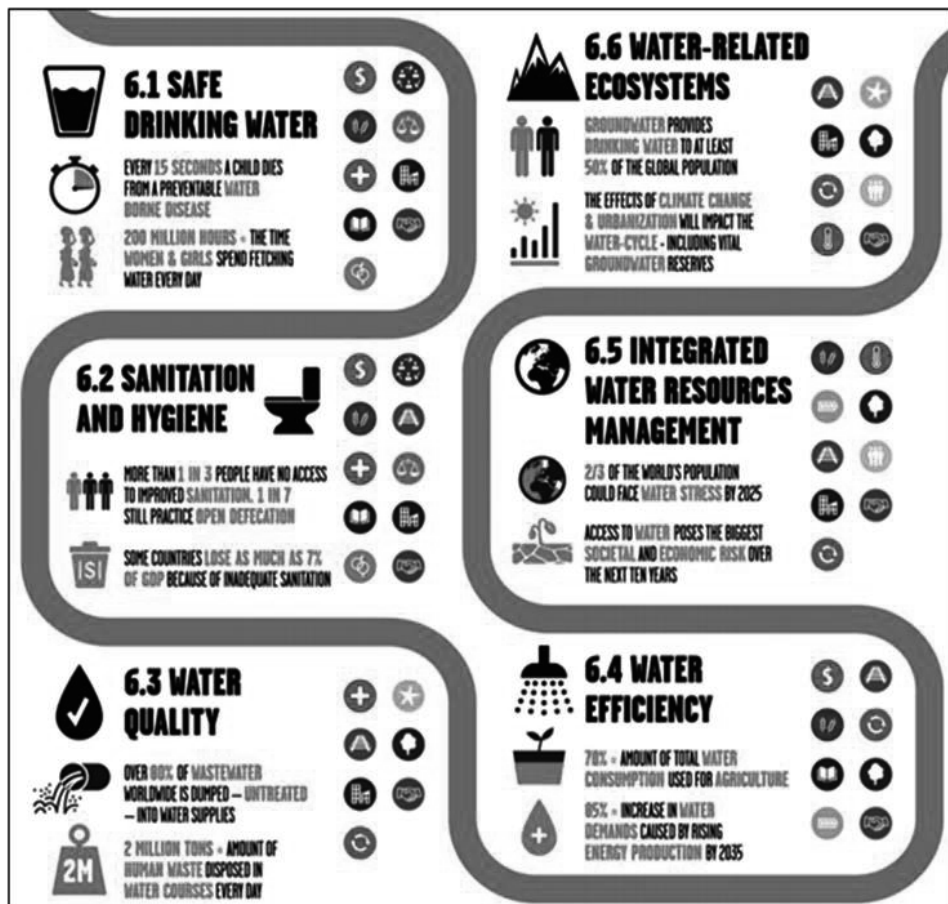 6.1 SAFE
DRINKING WATER
EVERY 15 SECONDS A CHILD DIES
FROM A PREVENTABLE WATER
BORNE DISEASE
200 MILLION HOURS = THE TIME
WOMEN & GIRLS SPEND FETCHING
WATER EVERY DAY
6.2 SANITATION
AND HYGIENE
MORE THAN 1 IN 3 PEOPLE HAVE NO ACCESS
TO IMPROVED SANITATION. 1 IN 7
STILL PRACTICE OPEN DEFECATION
SOME COUNTRIES LOSE AS MUCH AS 7%
OF GDP BECAUSE OF INADEQUATE SANITATION
6.3 WATER
QUALITY
OVER 80% OF WASTEWATER
WORLDWIDE IS DUMPED – UNTREATED
– INTO WATER SUPPLIES
2M
2 MILLION TONS = AMOUNT OF
HUMAN WASTE DISPOSED IN
WATER COURSES EVERY DAY
6.4 WATER
EFFICIENCY
70% = AMOUNT OF TOTAL WATER
CONSUMPTION USED FOR AGRICULTURE
85% = INCREASE IN WATER
DEMANDS CAUSED BY RISING
ENERGY PRODUCTION BY 2035
6.5 INTEGRATED
WATER RESOURCES
MANAGEMENT
2/3 OF THE WORLD'S POPULATION
COULD FACE WATER STRESS BY 2025
ACCESS TO WATER POSES THE BIGGEST
SOCIETAL AND ECONOMIC RISK OVER
THE NEXT TEN YEARS
6.6 WATER-RELATED
ECOSYSTEMS
GROUNDWATER PROVIDES
DRINKING WATER TO AT LEAST
50% OF THE GLOBAL POPULATION
THE EFFECTS OF CLIMATE CHANGE
& URBANIZATION WILL IMPACT THE
WATER-CYCLE - INCLUDING VITAL
GROUNDWATER RESERVES